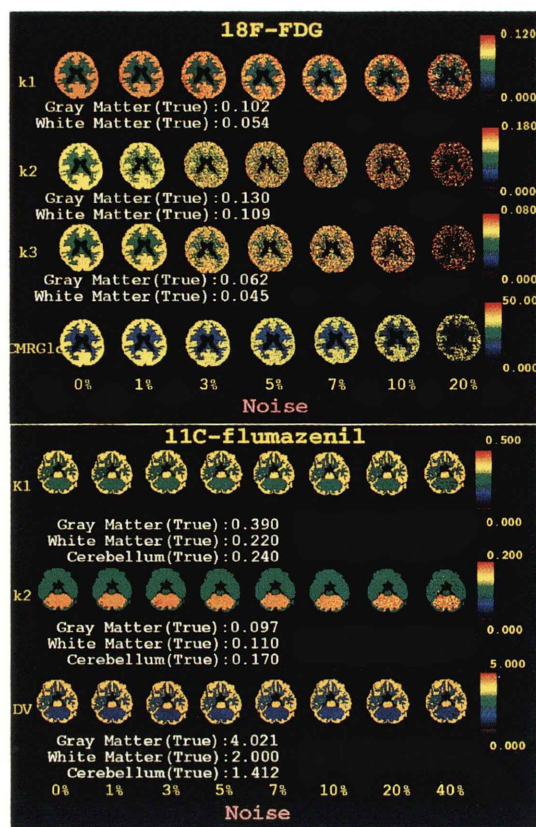 18F-FDG
0.120
k1
0.000
Gray Matter(True):0.102
White Matter(True):0.054
0.180
k2
0.000
Gray Matter(True):0.130
White Matter(True):0.109
0.080
k3
0.000
Gray Matter(True):0.062
White Matter(True):0.045
50.00
CMRGlc
0.000
0% 1% 3% 5% 7% 10% 20%
Noise
11C-flumazenil
0.500
K1
0.000
Gray Matter(True):0.390
White Matter(True):0.220
Cerebellum(True):0.240
0.200
k2
0.000
Gray Matter(True):0.097
White Matter(True):0.110
Cerebellum(True):0.170
5.000
DV
0.000
Gray Matter(True):4.021
White Matter(True):2.000
Cerebellum(True):1.412
0% 1% 3% 5% 7% 10% 20% 40%
Noise